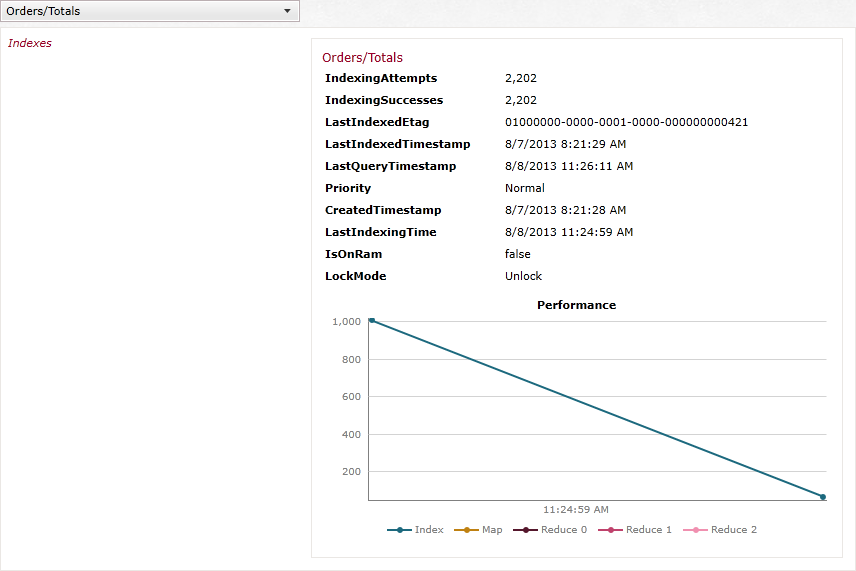 Orders/Totals
Indexes
Orders/Totals
IndexingAttempts 2,202
IndexingSuccesses 2,202
LastIndexedEtag 01000000-0000-0001-0000-000000000421
LastIndexedTimestamp 8/7/2013 8:21:29 AM
LastQueryTimestamp 8/8/2013 11:26:11 AM
Priority Normal
CreatedTimestamp 8/7/2013 8:21:28 AM
LastIndexingTime 8/8/2013 11:24:59 AM
IsOnRam false
LockMode Unlock
Performance
1,000
800
600
400
200
11:24:59 AM
Index Map Reduce 0 Reduce 1 Reduce 2